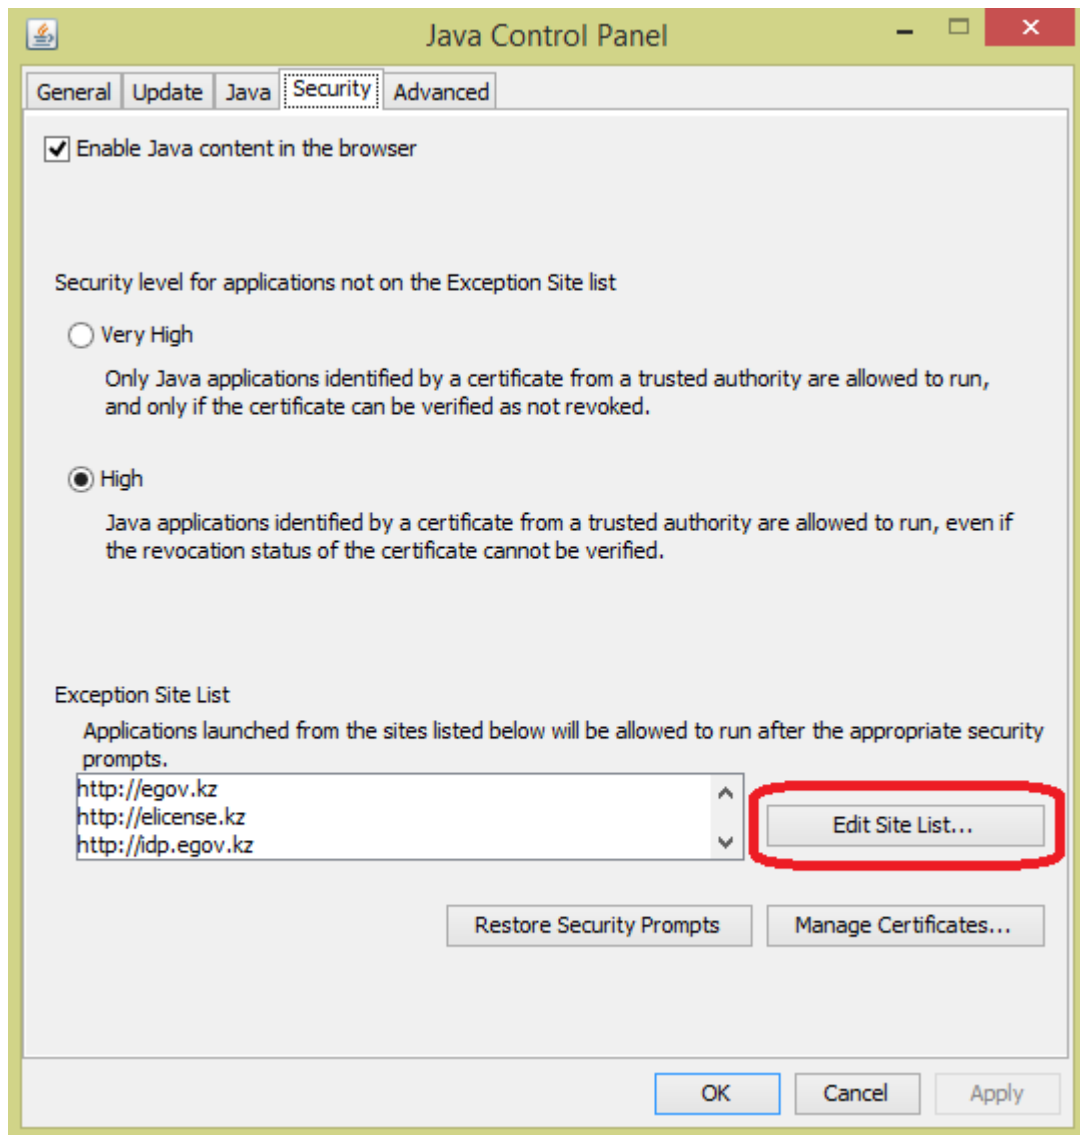 Java Control Panel
General Update Java Security Advanced
Enable Java content in the browser
Security level for applications not on the Exception Site list
Very High
Only Java applications identified by a certificate from a trusted authority are allowed to run,
and only if the certificate can be verified as not revoked.
High
Java applications identified by a certificate from a trusted authority are allowed to run, even if
the revocation status of the certificate cannot be verified.
Exception Site List
Applications launched from the sites listed below will be allowed to run after the appropriate security
prompts.
http://egov.kz
http://elicense.kz
http://idp.egov.kz
Edit Site List...
Restore Security Prompts Manage Certificates...
OK Cancel Apply